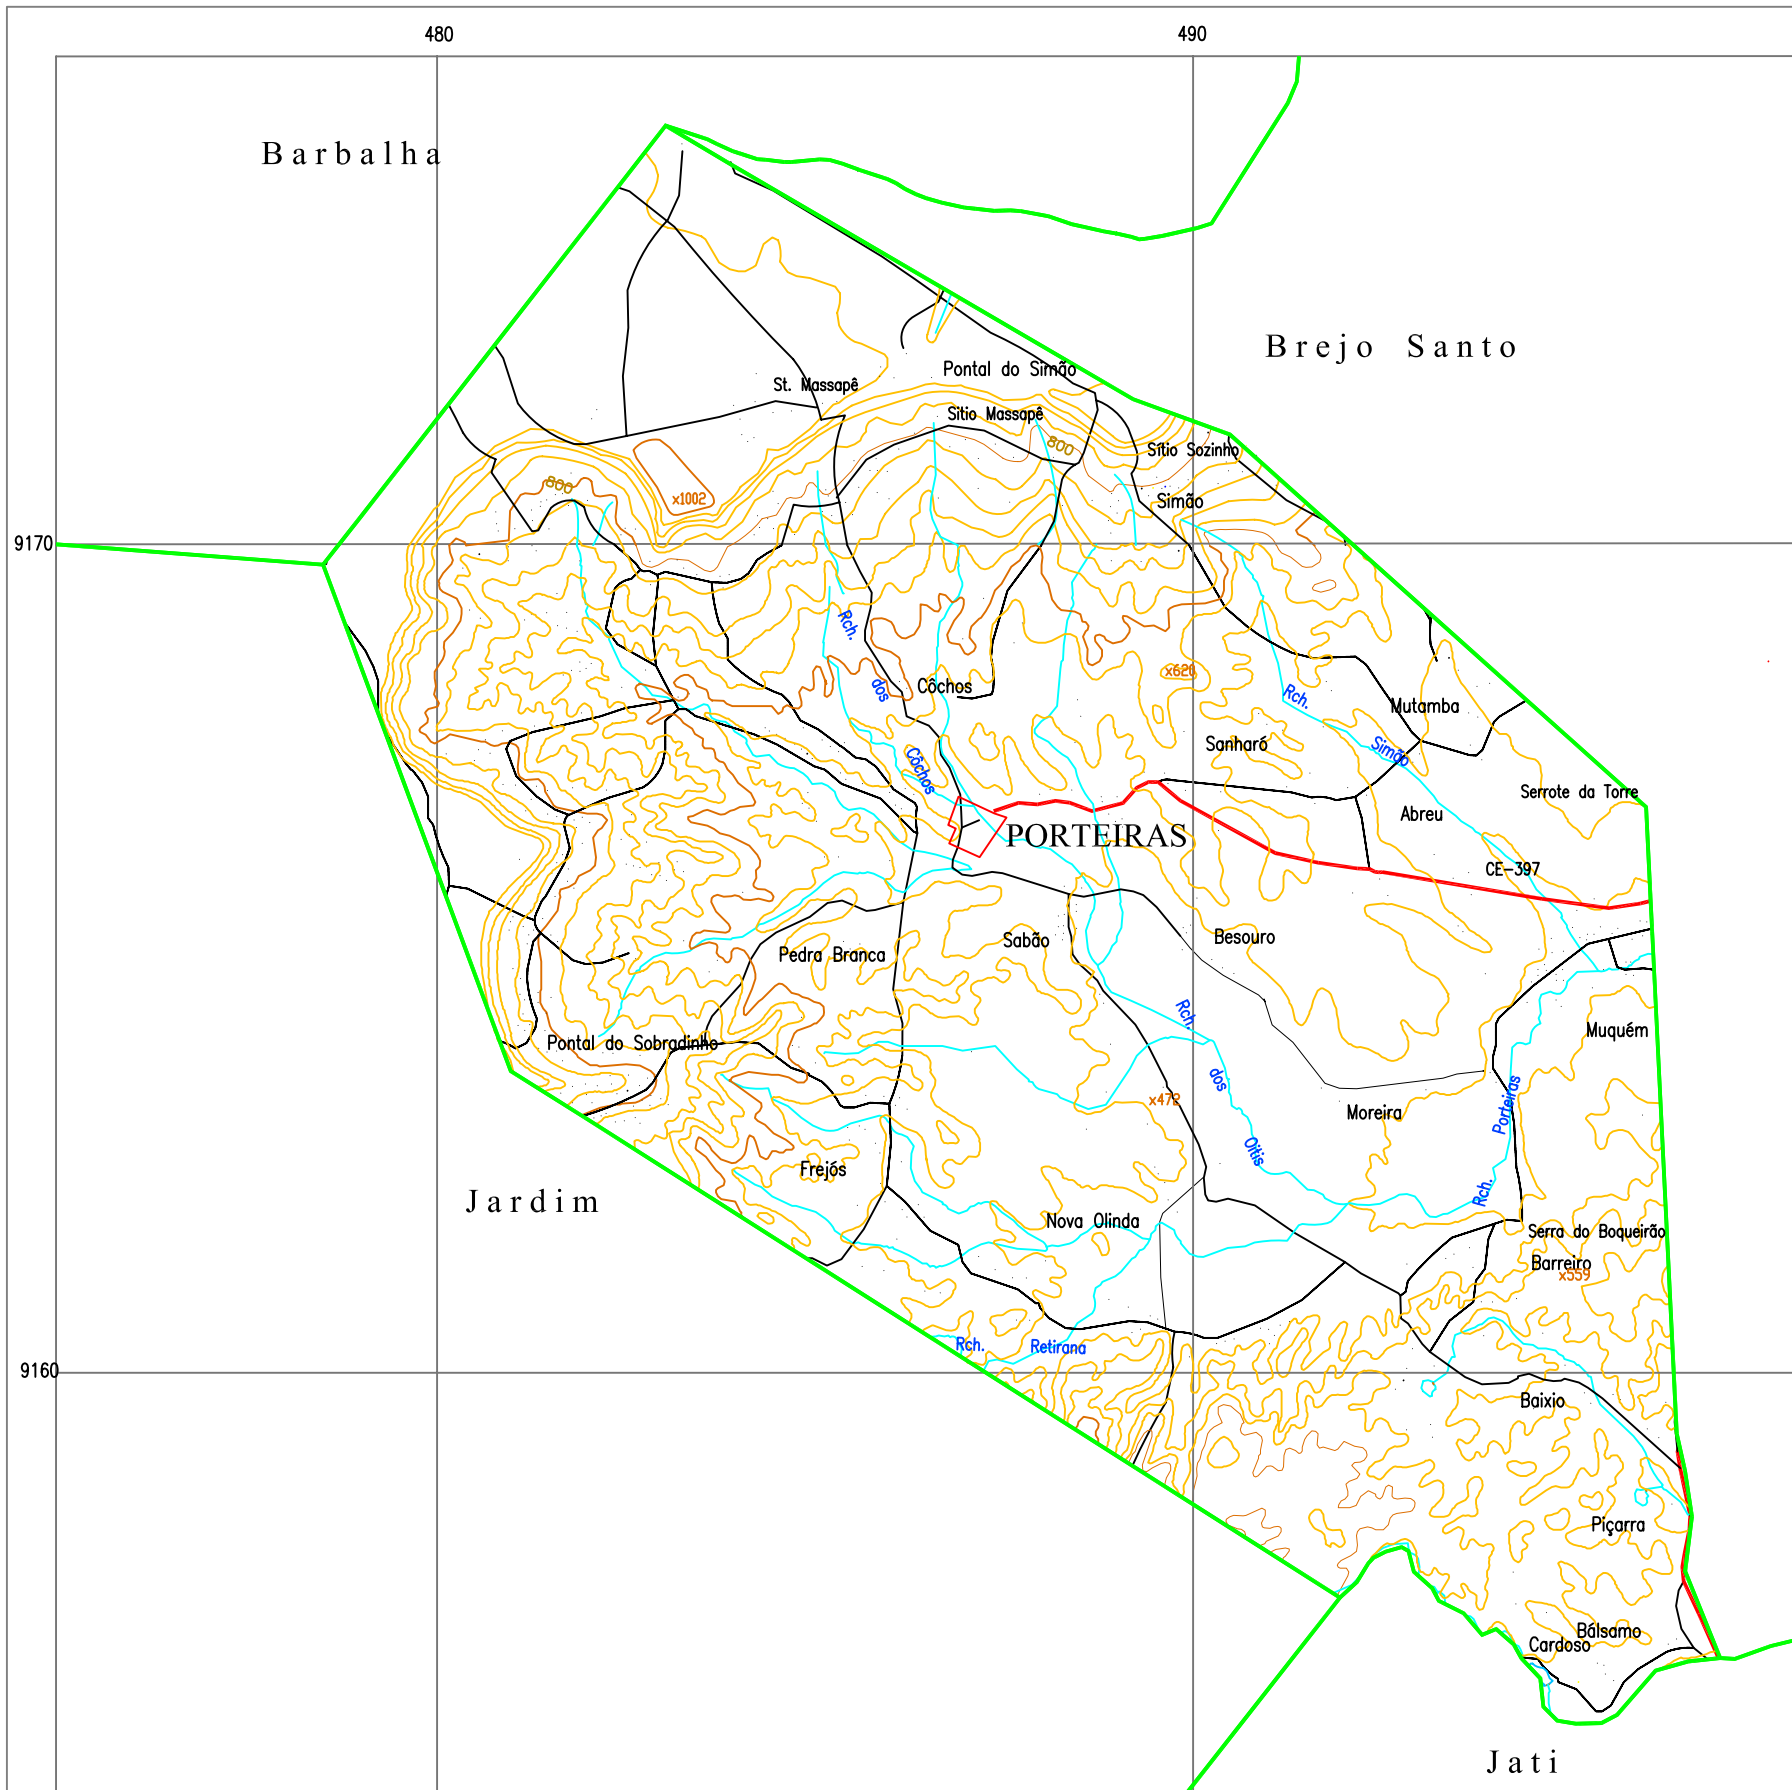 480
490
Barbalha
Brejo Santo
Pontal do Simão
St. Massapê
Sitio Massapê
800
Sítio Sozinho
800
x1002
Simão
9170
Rch.
x620
dos
Côchos
Rch.
Mutamba
Sanharó
Simão
Côchos
Serrote da Torre
Abreu
PORTEIRAS
CE-397
Besouro
Sabão
Pedra Branca
Rch.
Muquém
Pontal do Sobradinho
dos
x472
Porteiras
Moreira
Oitis
Frejós
Rch.
Jardim
Nova Olinda
Serra do Boqueirão
Barreiro
x559
Rch.
Retirana
9160
Baixio
Piçarra
Bálsamo
Cardoso
Jati